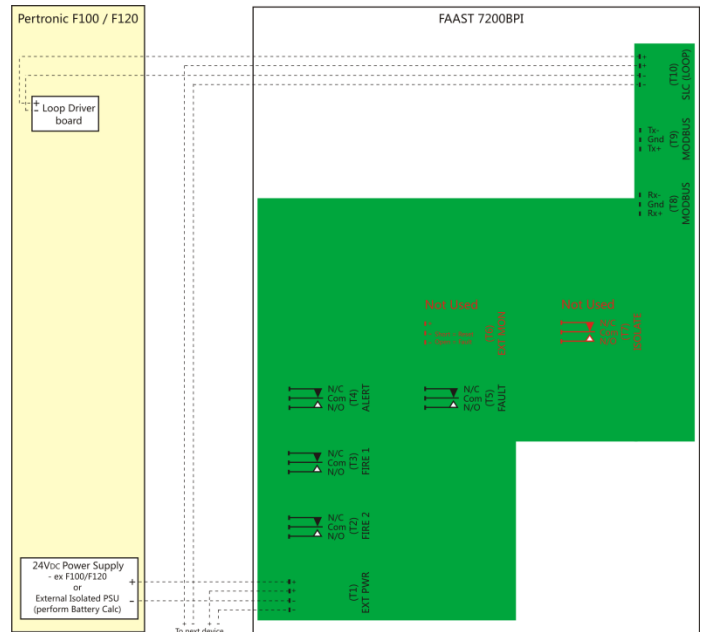 Pertronic F100 / F120
FAAST 7200BPI
+
+
-
-
(T10)
SLC (LOOP)
+
-
Loop Driver
board
Tx-
Gnd
Tx+
(T9)
MODBUS
Rx-
Gnd
Rx+
(T8)
MODBUS
Not Used
Not Used
EXT MON
(T7)
ISOLATE
N/C
Com
N/O
(T4)
ALERT
N/C
Com
N/O
(T5)
FAULT
N/C
Com
N/O
(T3)
FIRE 1
N/C
Com
N/O
(T2)
FIRE 2
24VDC Power Supply
- ex F100/F120
or
External Isolated PSU
(perform Battery Calc)
+
-
+
+
-
-
(T1)
EXT PWR
To next device